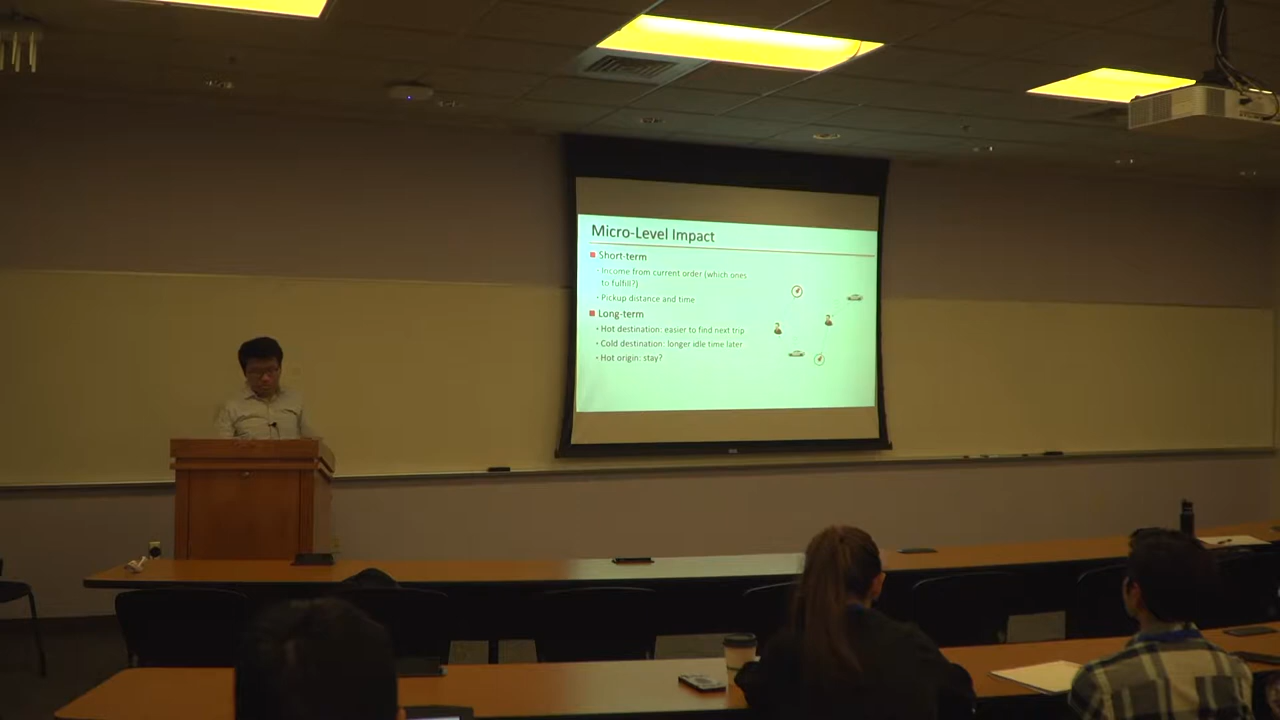 Micro-Level Impact
Short-term
Income from current order (which ones
to fulfill?)
Pickup distance and time
Long-term
Hot destination: easier to find next trip
Cold destination: longer idle time later
Hot origin: stay?